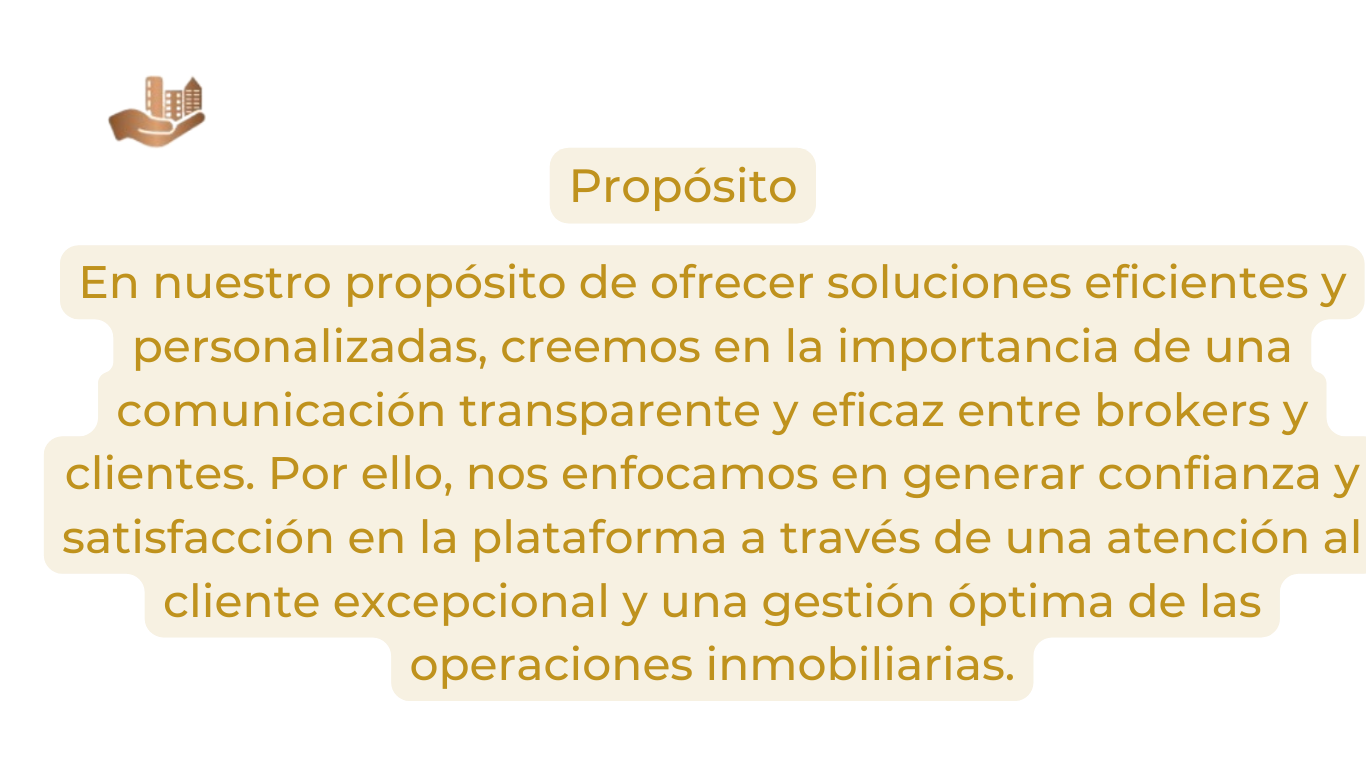 Propósito
En nuestro propósito de ofrecer soluciones eficientes y
personalizadas, creemos en la importancia de una
comunicación transparente y eficaz entre brokers y
clientes. Por ello, nos enfocamos en generar confianza y
satisfacción en la plataforma a través de una atención al
cliente excepcional y una gestión óptima de las
operaciones inmobiliarias.